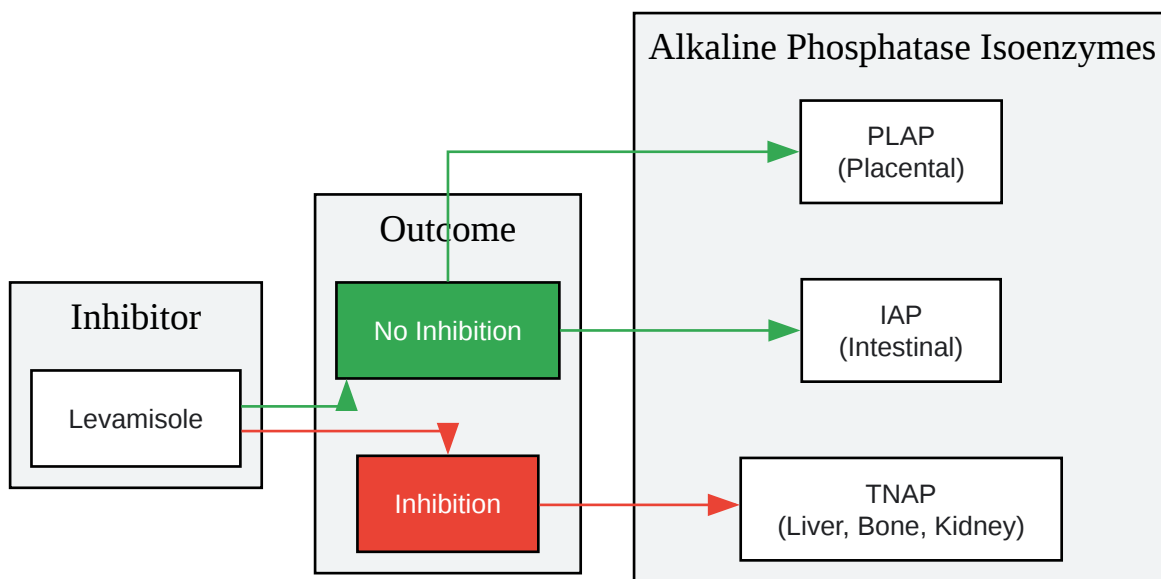 Alkaline Phosphatase Isoenzymes
PLAP
(Placental)
Outcome
Inhibitor
No Inhibition
IAP
(Intestinal)
Levamisole
Inhibition
TNAP
(Liver, Bone, Kidney)